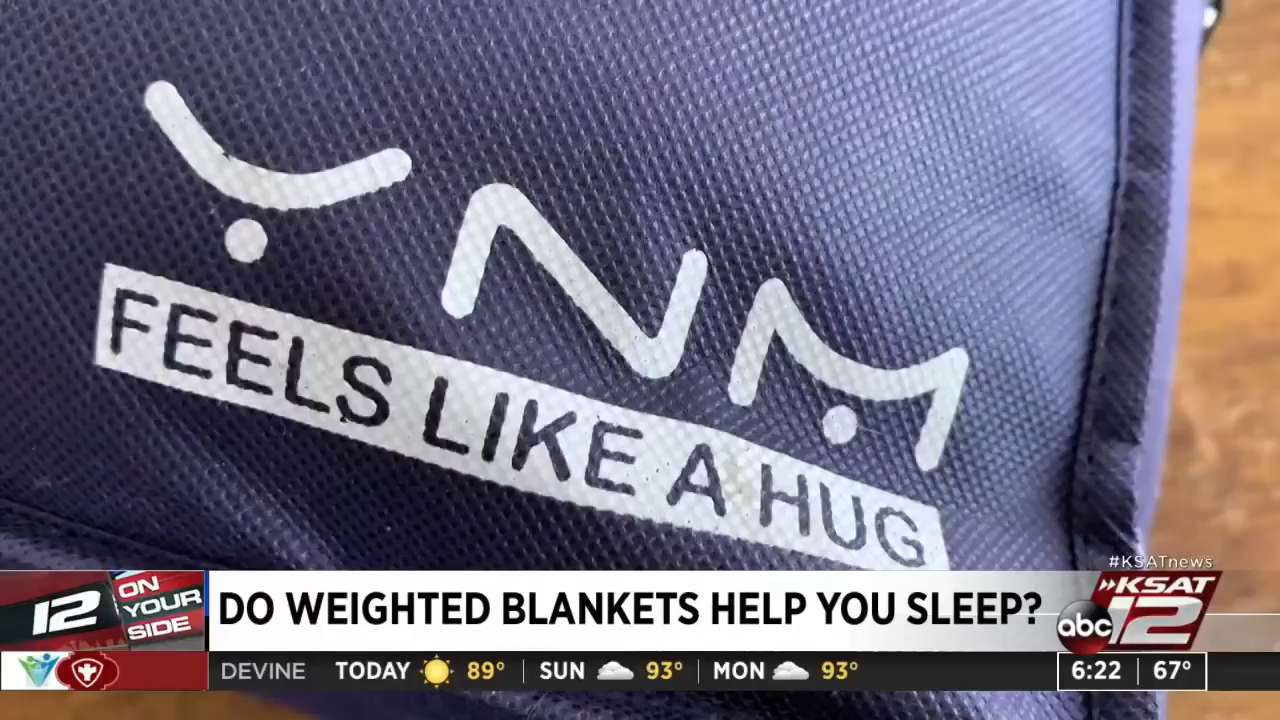 YNM
FEELS LIKE A HUG
#KSATnews
12 ON YOUR SIDE
DO WEIGHTED BLANKETS HELP YOU SLEEP?
KSAT
abc 12
DEVINE TODAY 89° SUN 93° MON 93° 6:22 67°